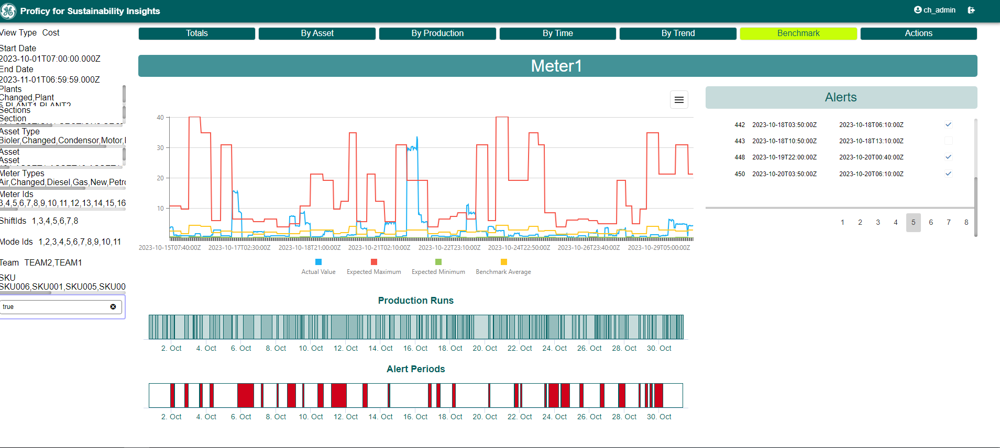 Proficy for Sustainability Insights
ch_admin
View Type Cost
Start Date
2023-10-01T07:00:00.000Z
End Date
2023-11-01T06:59:59.000Z
Plants
Changed,Plant
5,PLANT1,PLANT2
Sections
Section
Asset Type
Bioler,Changed,Condensor,Motor,
Asset
Asset
Meter Types
Air,Changed,Diesel,Gas,New,Petro
Meter Ids
3,4,5,6,7,8,9,10,11,12,13,14,15,16
ShiftIds 1,3,4,5,6,7,8
Mode Ids 1,2,3,4,5,6,7,8,9,10,11
Team TEAM2,TEAM1
SKU
SKU006,SKU001,SKU005,SKU00
true
Totals
By Asset
By Production
By Time
By Trend
Benchmark
Actions
Meter1
40
30
20
10
2023-10-15T07:40:00Z 2023-10-17T02:30:00Z 2023-10-18T21:00:00Z 2023-10-21T02:10:00Z 2023-10-22T23:10:00Z 2023-10-24T22:50:00Z 2023-10-26T23:40:00Z 2023-10-29T05:00:00Z
Actual Value Expected Maximum Expected Minimum Benchmark Average
Production Runs
2. Oct 4. Oct 6. Oct 8. Oct 10. Oct 12. Oct 14. Oct 16. Oct 18. Oct 20. Oct 22. Oct 24. Oct 26. Oct 28. Oct 30. Oct
Alert Periods
2. Oct 4. Oct 6. Oct 8. Oct 10. Oct 12. Oct 14. Oct 16. Oct 18. Oct 20. Oct 22. Oct 24. Oct 26. Oct 28. Oct 30. Oct
Alerts
442 2023-10-18T03:50:00Z 2023-10-18T06:10:00Z
443 2023-10-18T10:50:00Z 2023-10-18T13:10:00Z
448 2023-10-19T22:00:00Z 2023-10-20T00:40:00Z
450 2023-10-20T03:50:00Z 2023-10-20T06:10:00Z
1 2 3 4 5 6 7 8